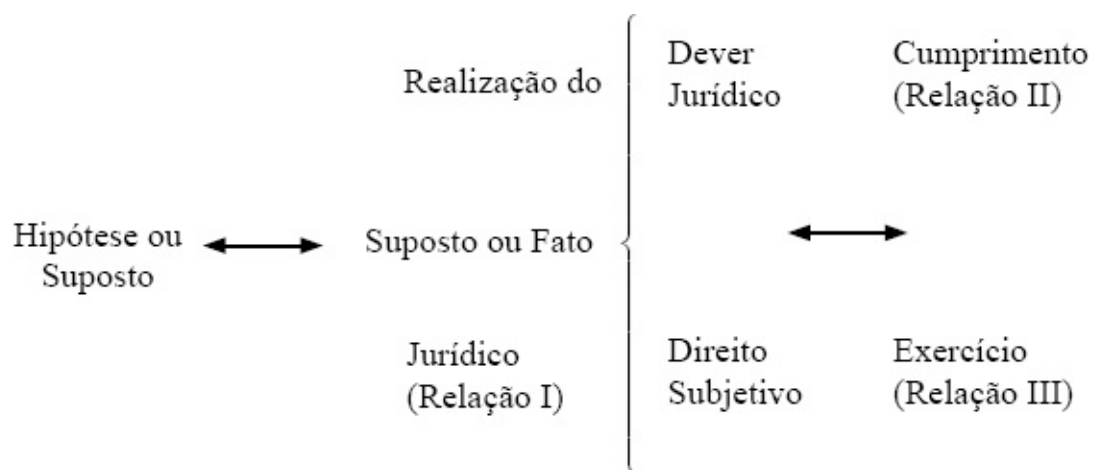 Realização do
Dever
Jurídico
Cumprimento
(Relação II)
Hipótese ou
Suposto
Suposto ou Fato
Jurídico
(Relação I)
Direito
Subjetivo
Exercício
(Relação III)